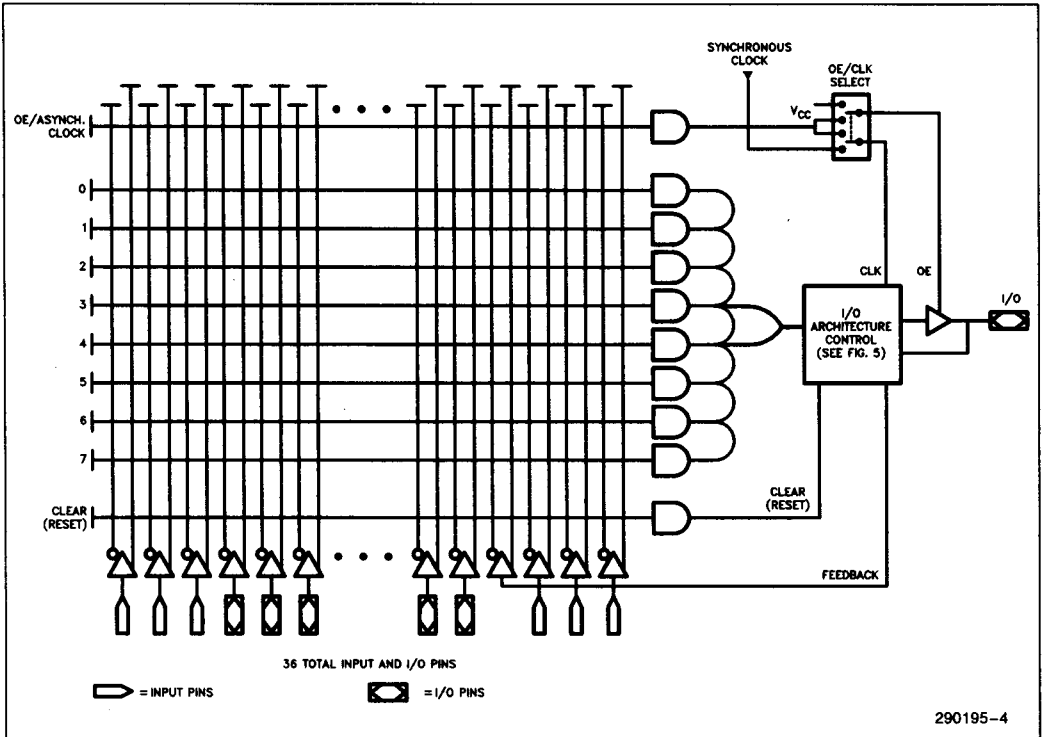 SYNCHRONOUS
CLOCK
OE/CLK
SELECT
OE/ASYNCH.
CLOCK
VCC
0
1
2
3
4
5
6
7
CLK
OE
I/O
I/O
ARCHITECTURE
CONTROL
(SEE FIG. 5)
CLEAR
(RESET)
CLEAR
(RESET)
FEEDBACK
36 TOTAL INPUT AND I/O PINS
= INPUT PINS
= I/O PINS
290195-4